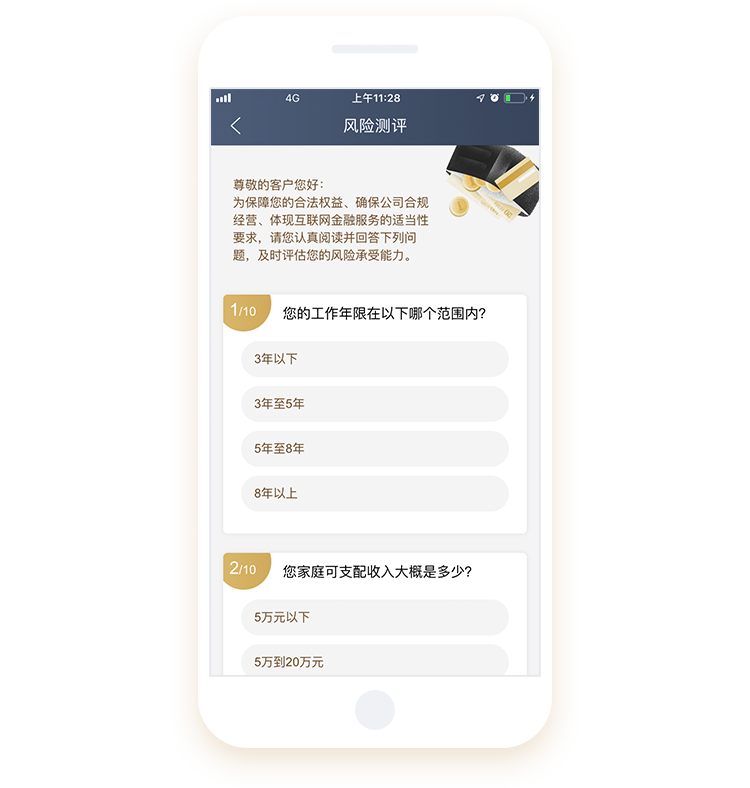 4G
上午11:28
风险测评
尊敬的客户您好：
为保障您的合法权益、确保公司合规
经营、体现互联网金融服务的适当性
要求，请您认真阅读并回答下列问
题，及时评估您的风险承受能力。
1/10
您的工作年限在以下哪个范围内?
3年以下
3年至5年
5年至8年
8年以上
2/10
您家庭可支配收入大概是多少?
5万元以下
5万到20万元